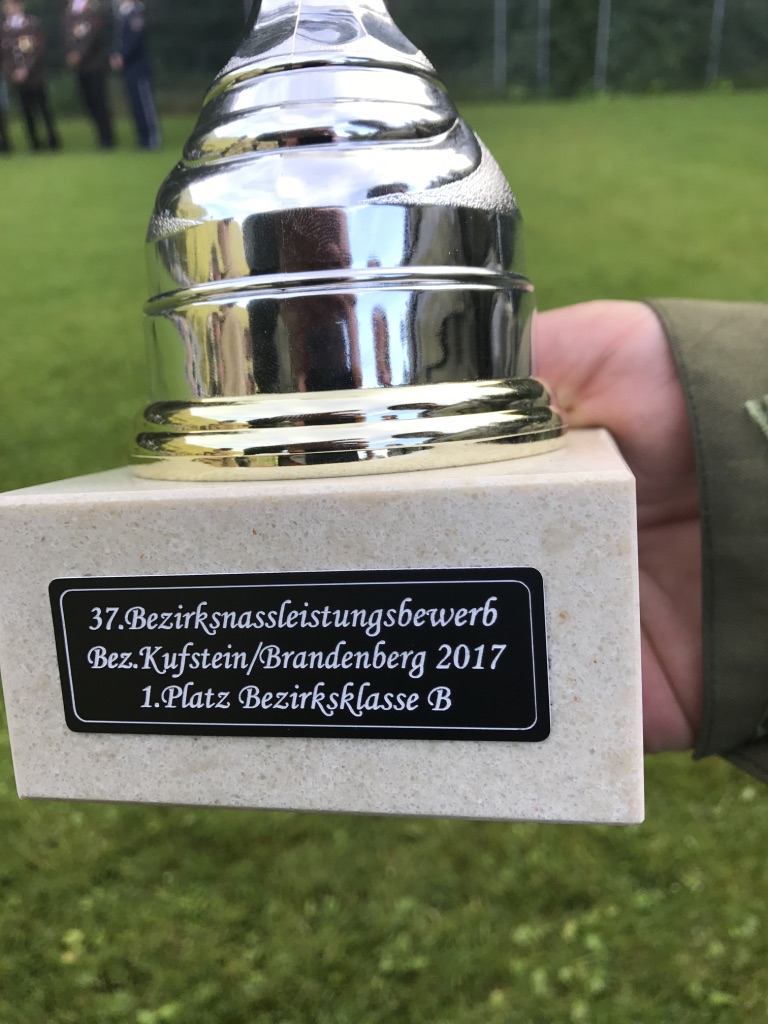 37.Bezirksnassleistungsbewerb
Bez.Kufstein/Brandenberg 2017
1.Platz Bezirksklasse B